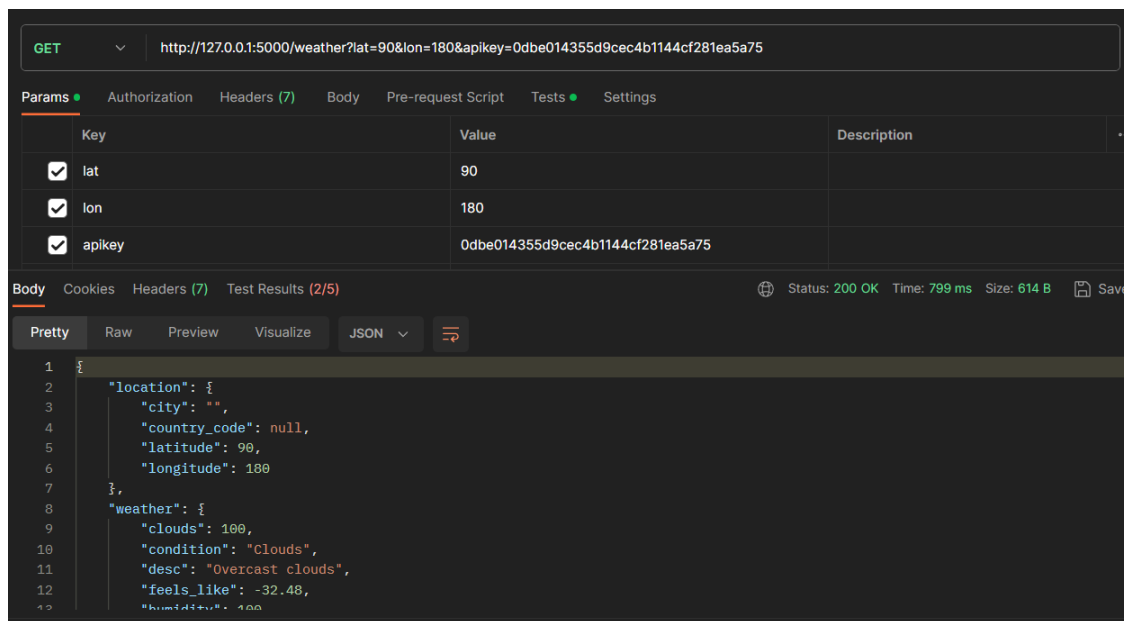 GET http://127.0.0.1:5000/weather?lat=90&lon=180&apikey=0dbe014355d9cec4b1144cf281ea5a75
Params Authorization Headers (7) Body Pre-request Script Tests Settings
Key Value Description
lat 90
lon 180
apikey 0dbe014355d9cec4b1144cf281ea5a75
Body Cookies Headers (7) Test Results (2/5) Status: 200 OK Time: 799 ms Size: 614 B Save
Pretty Raw Preview Visualize JSON
1 {
2 "location": {
3 "city": "",
4 "country_code": null,
5 "latitude": 90,
6 "longitude": 180
7 },
8 "weather": {
9 "clouds": 100,
10 "condition": "Clouds",
11 "desc": "Overcast clouds",
12 "feels_like": -32.48,
13 "humidity": 100